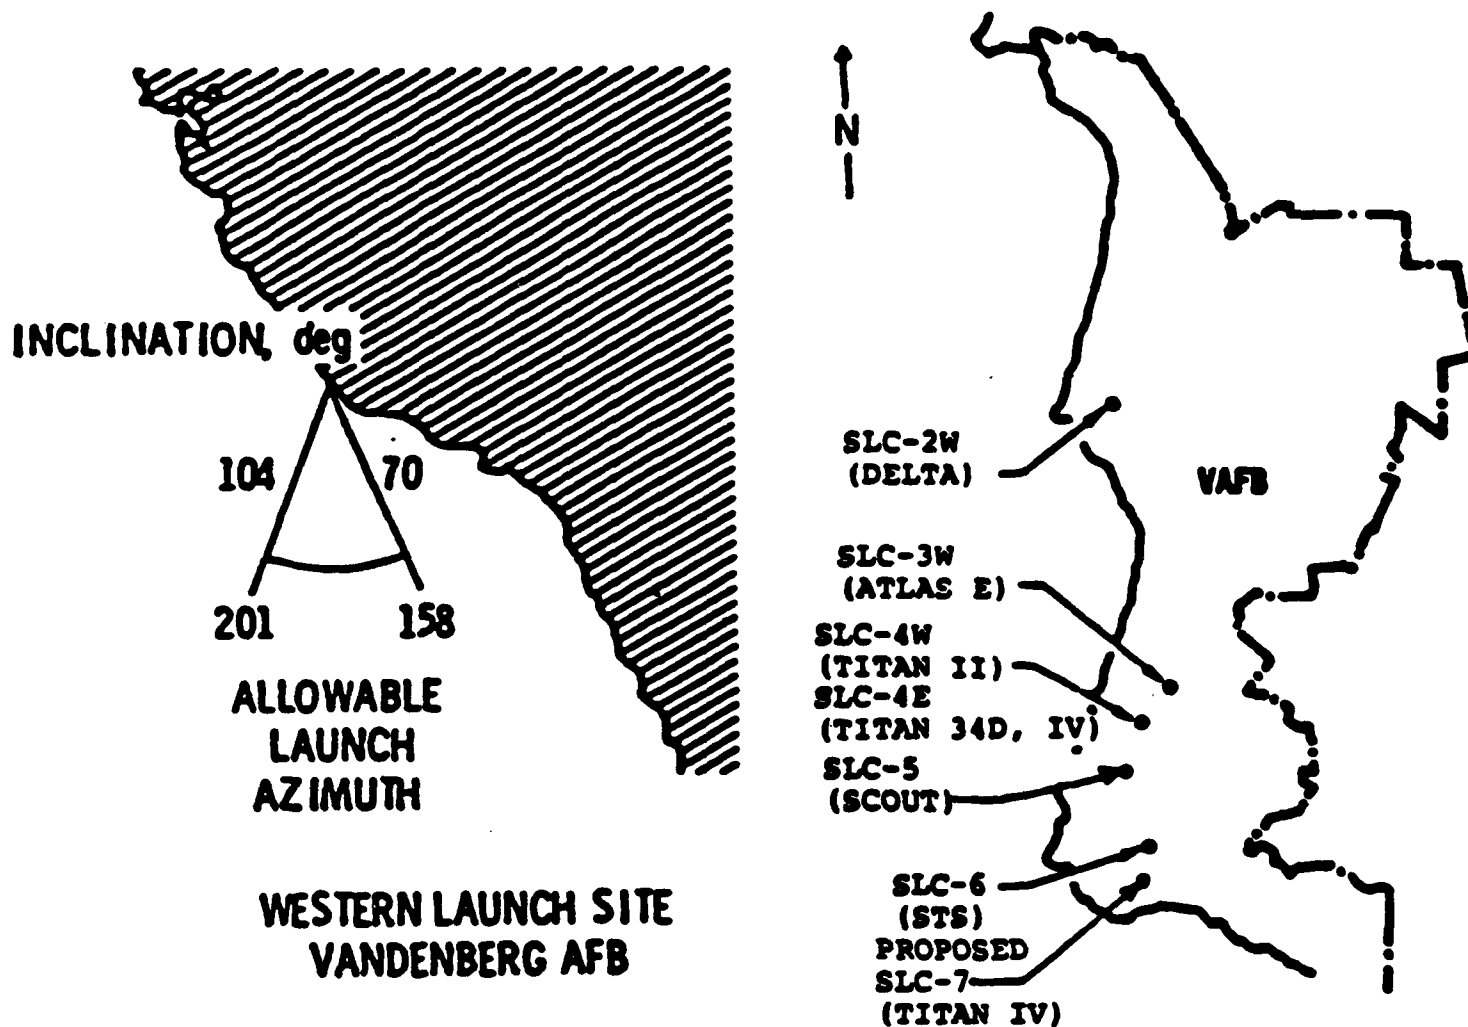 INCLINATION, deg
104
70
201
158
ALLOWABLE
LAUNCH
AZIMUTH
WESTERN LAUNCH SITE
VANDENBERG AFB
N
SLC-2W
(DELTA)
VAFB
SLC-3W
(ATLAS E)
SLC-4W
(TITAN II)
SLC-4E
(TITAN 34D, IV)
SLC-5
(SCOUT)
SLC-6
(STS)
PROPOSED
SLC-7
(TITAN IV)